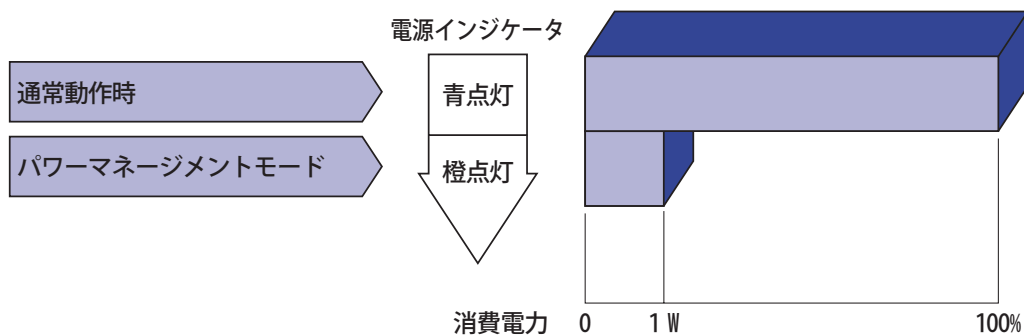 電源インジケータ
通常動作時
青点灯
パワーマネージメントモード
橙点灯
消費電力 0 1 W 100%